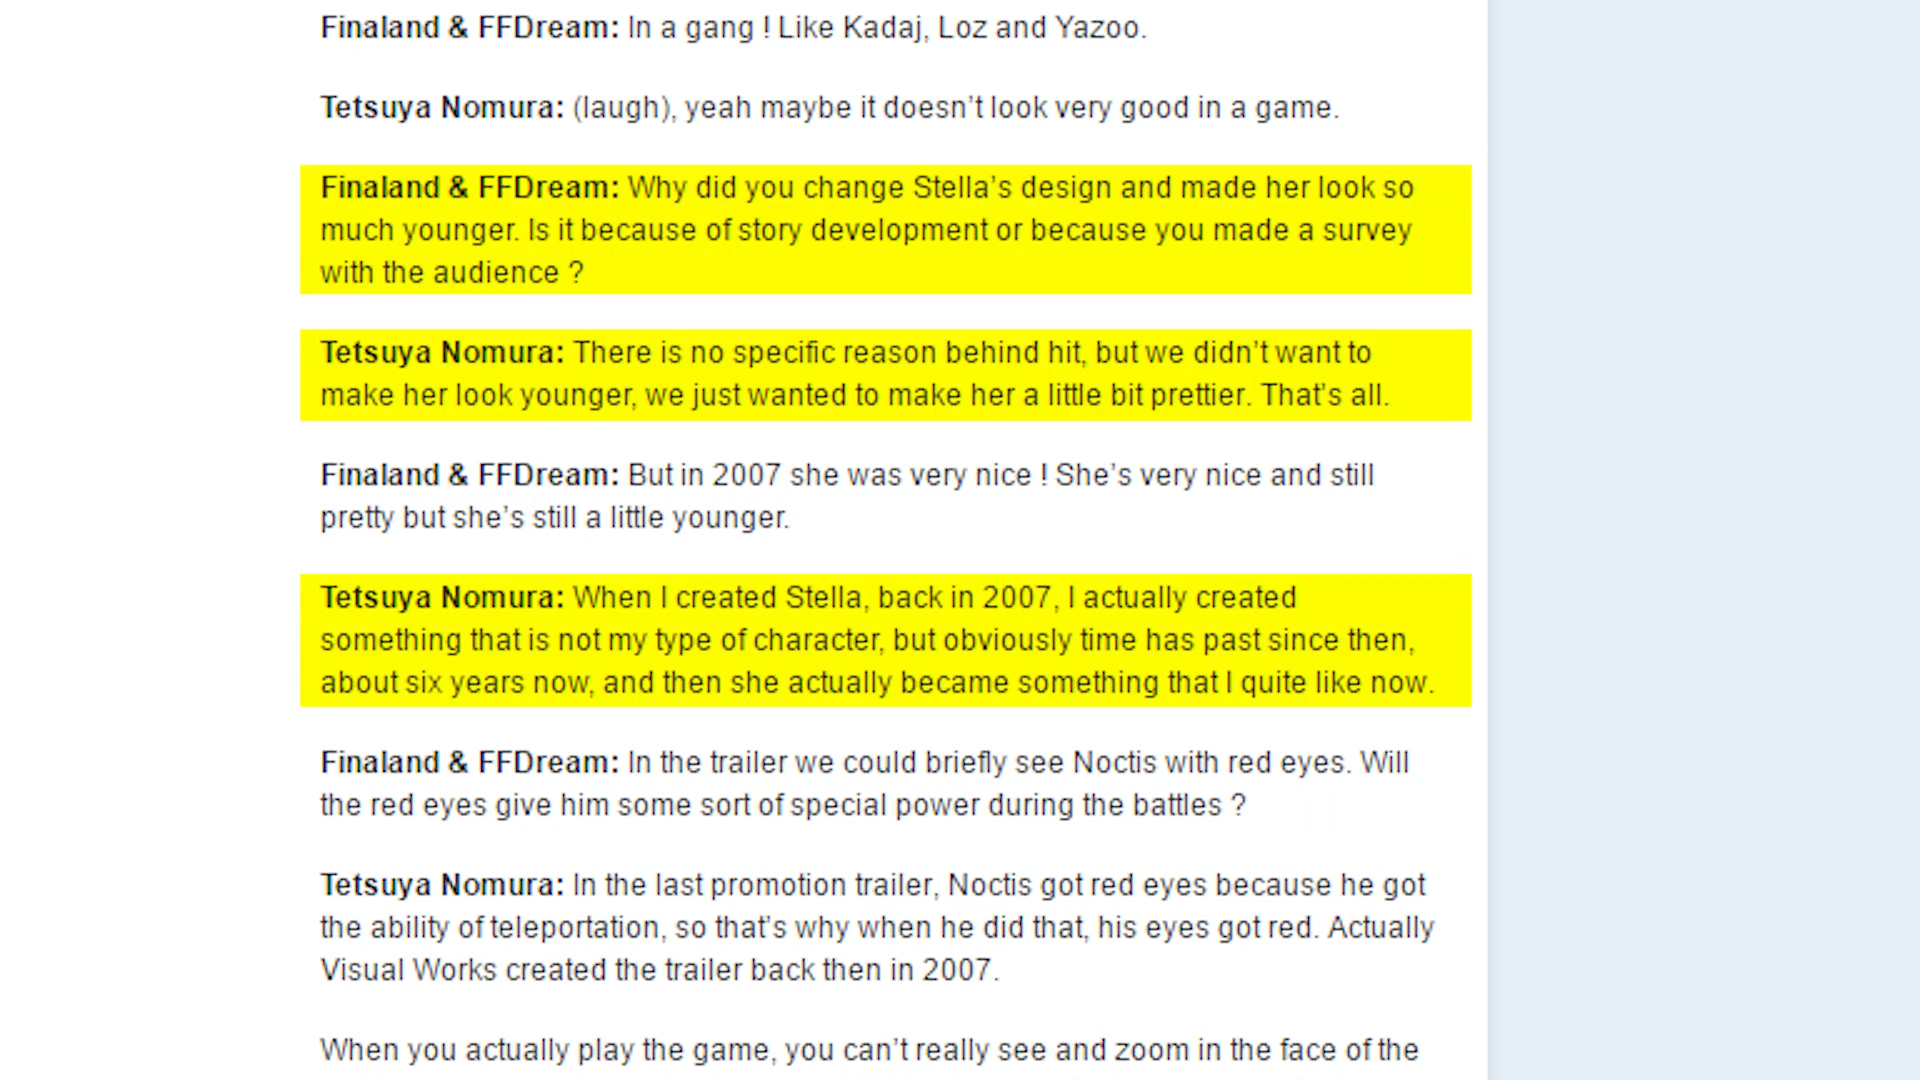 Finaland & FFDream: In a gang ! Like Kadaj, Loz and Yazoo.
Tetsuya Nomura: (laugh), yeah maybe it doesn’t look very good in a game.
Finaland & FFDream: Why did you change Stella’s design and made her look so
much younger. Is it because of story development or because you made a survey
with the audience ?
Tetsuya Nomura: There is no specific reason behind hit, but we didn’t want to
make her look younger, we just wanted to make her a little bit prettier. That’s all.
Finaland & FFDream: But in 2007 she was very nice ! She’s very nice and still
pretty but she’s still a little younger.
Tetsuya Nomura: When I created Stella, back in 2007, I actually created
something that is not my type of character, but obviously time has past since then,
about six years now, and then she actually became something that I quite like now.
Finaland & FFDream: In the trailer we could briefly see Noctis with red eyes. Will
the red eyes give him some sort of special power during the battles ?
Tetsuya Nomura: In the last promotion trailer, Noctis got red eyes because he got
the ability of teleportation, so that’s why when he did that, his eyes got red. Actually
Visual Works created the trailer back then in 2007.
When you actually play the game, you can’t really see and zoom in the face of the